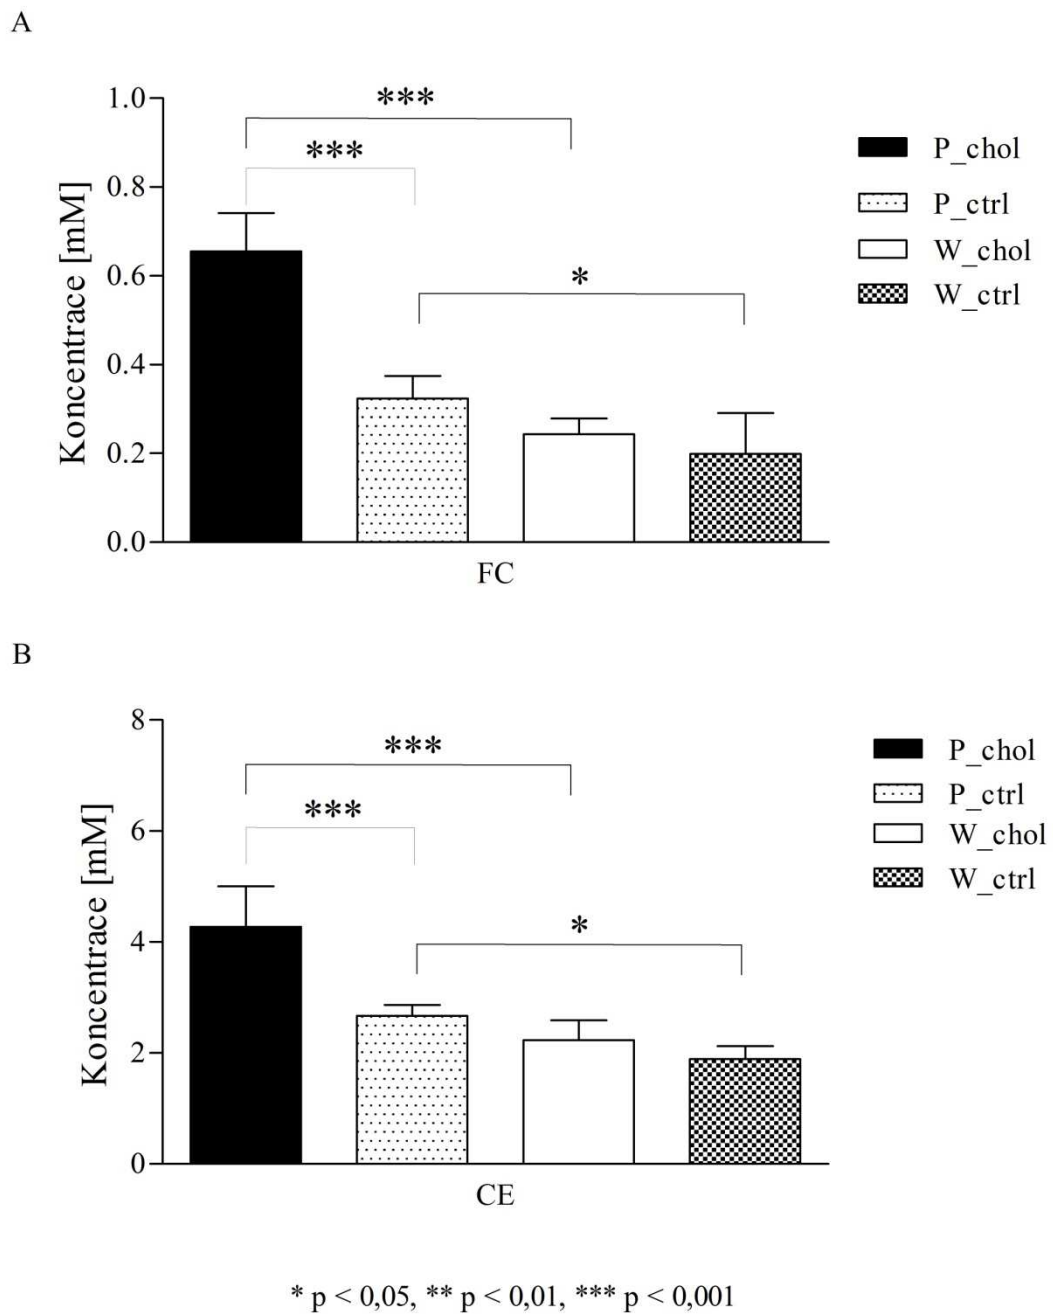 A
1.0
0.8
0.6
0.4
0.2
0.0
Koncentrace [mM]
***
***
*
FC
P_chol
P_ctrl
W_chol
W_ctrl
B
8
6
4
2
0
Koncentrace [mM]
***
***
*
CE
P_chol
P_ctrl
W_chol
W_ctrl
* p < 0,05, ** p < 0,01, *** p < 0,001